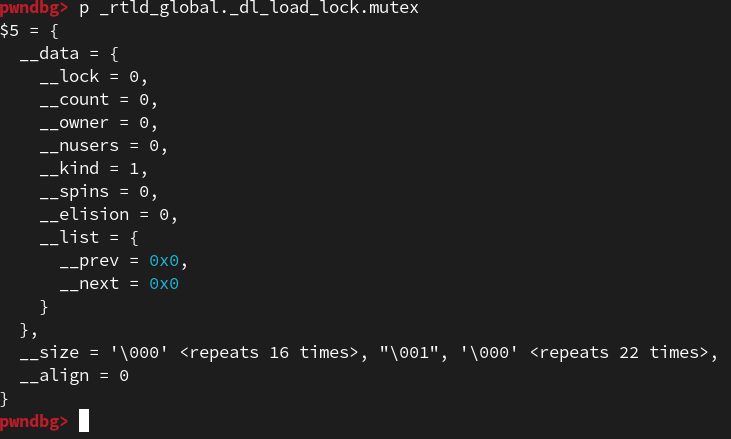 pwndbg> p _rtld_global._dl_load_lock.mutex
$5 = {
  __data = {
    __lock = 0,
    __count = 0,
    __owner = 0,
    __nusers = 0,
    __kind = 1,
    __spins = 0,
    __elision = 0,
    __list = {
      __prev = 0x0,
      __next = 0x0
    }
  },
  __size = '\000' <repeats 16 times>, "\001", '\000' <repeats 22 times>,
  __align = 0
}
pwndbg>